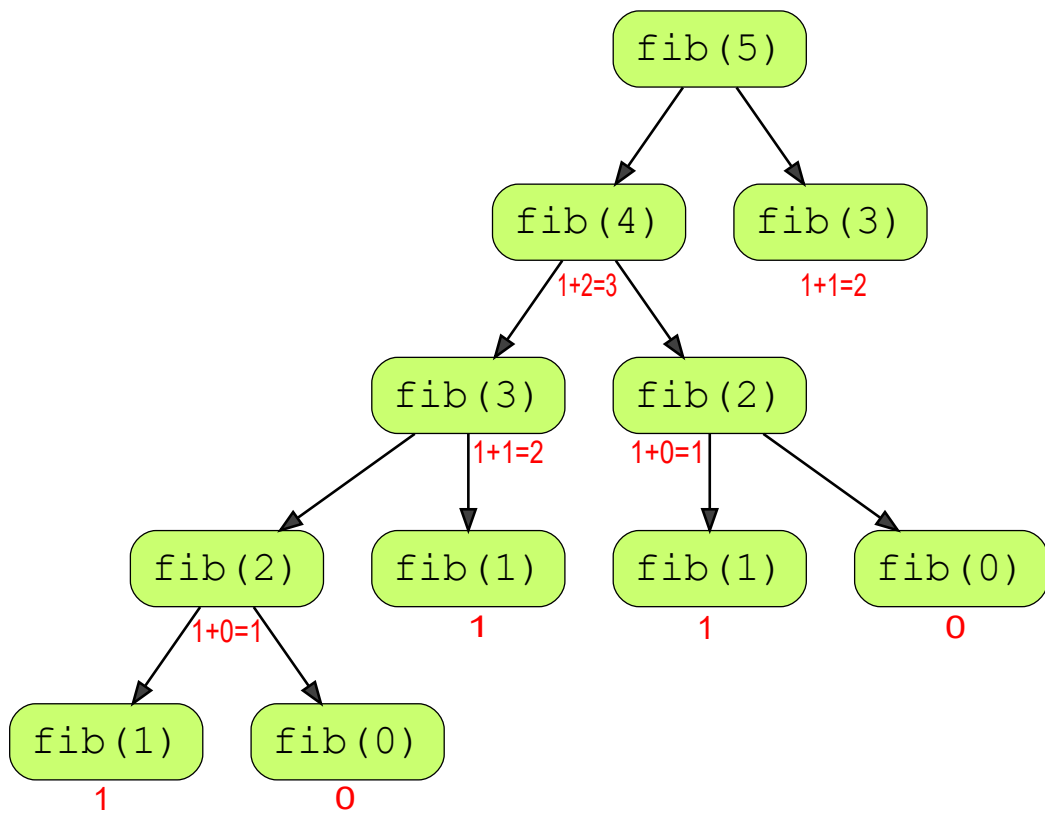 fib(5)
fib(4) fib(3)
1+2=3 1+1=2
fib(3) fib(2)
1+1=2 1+0=1
fib(2) fib(1) fib(1) fib(0)
1+0=1 1 1 0
fib(1) fib(0)
1 0